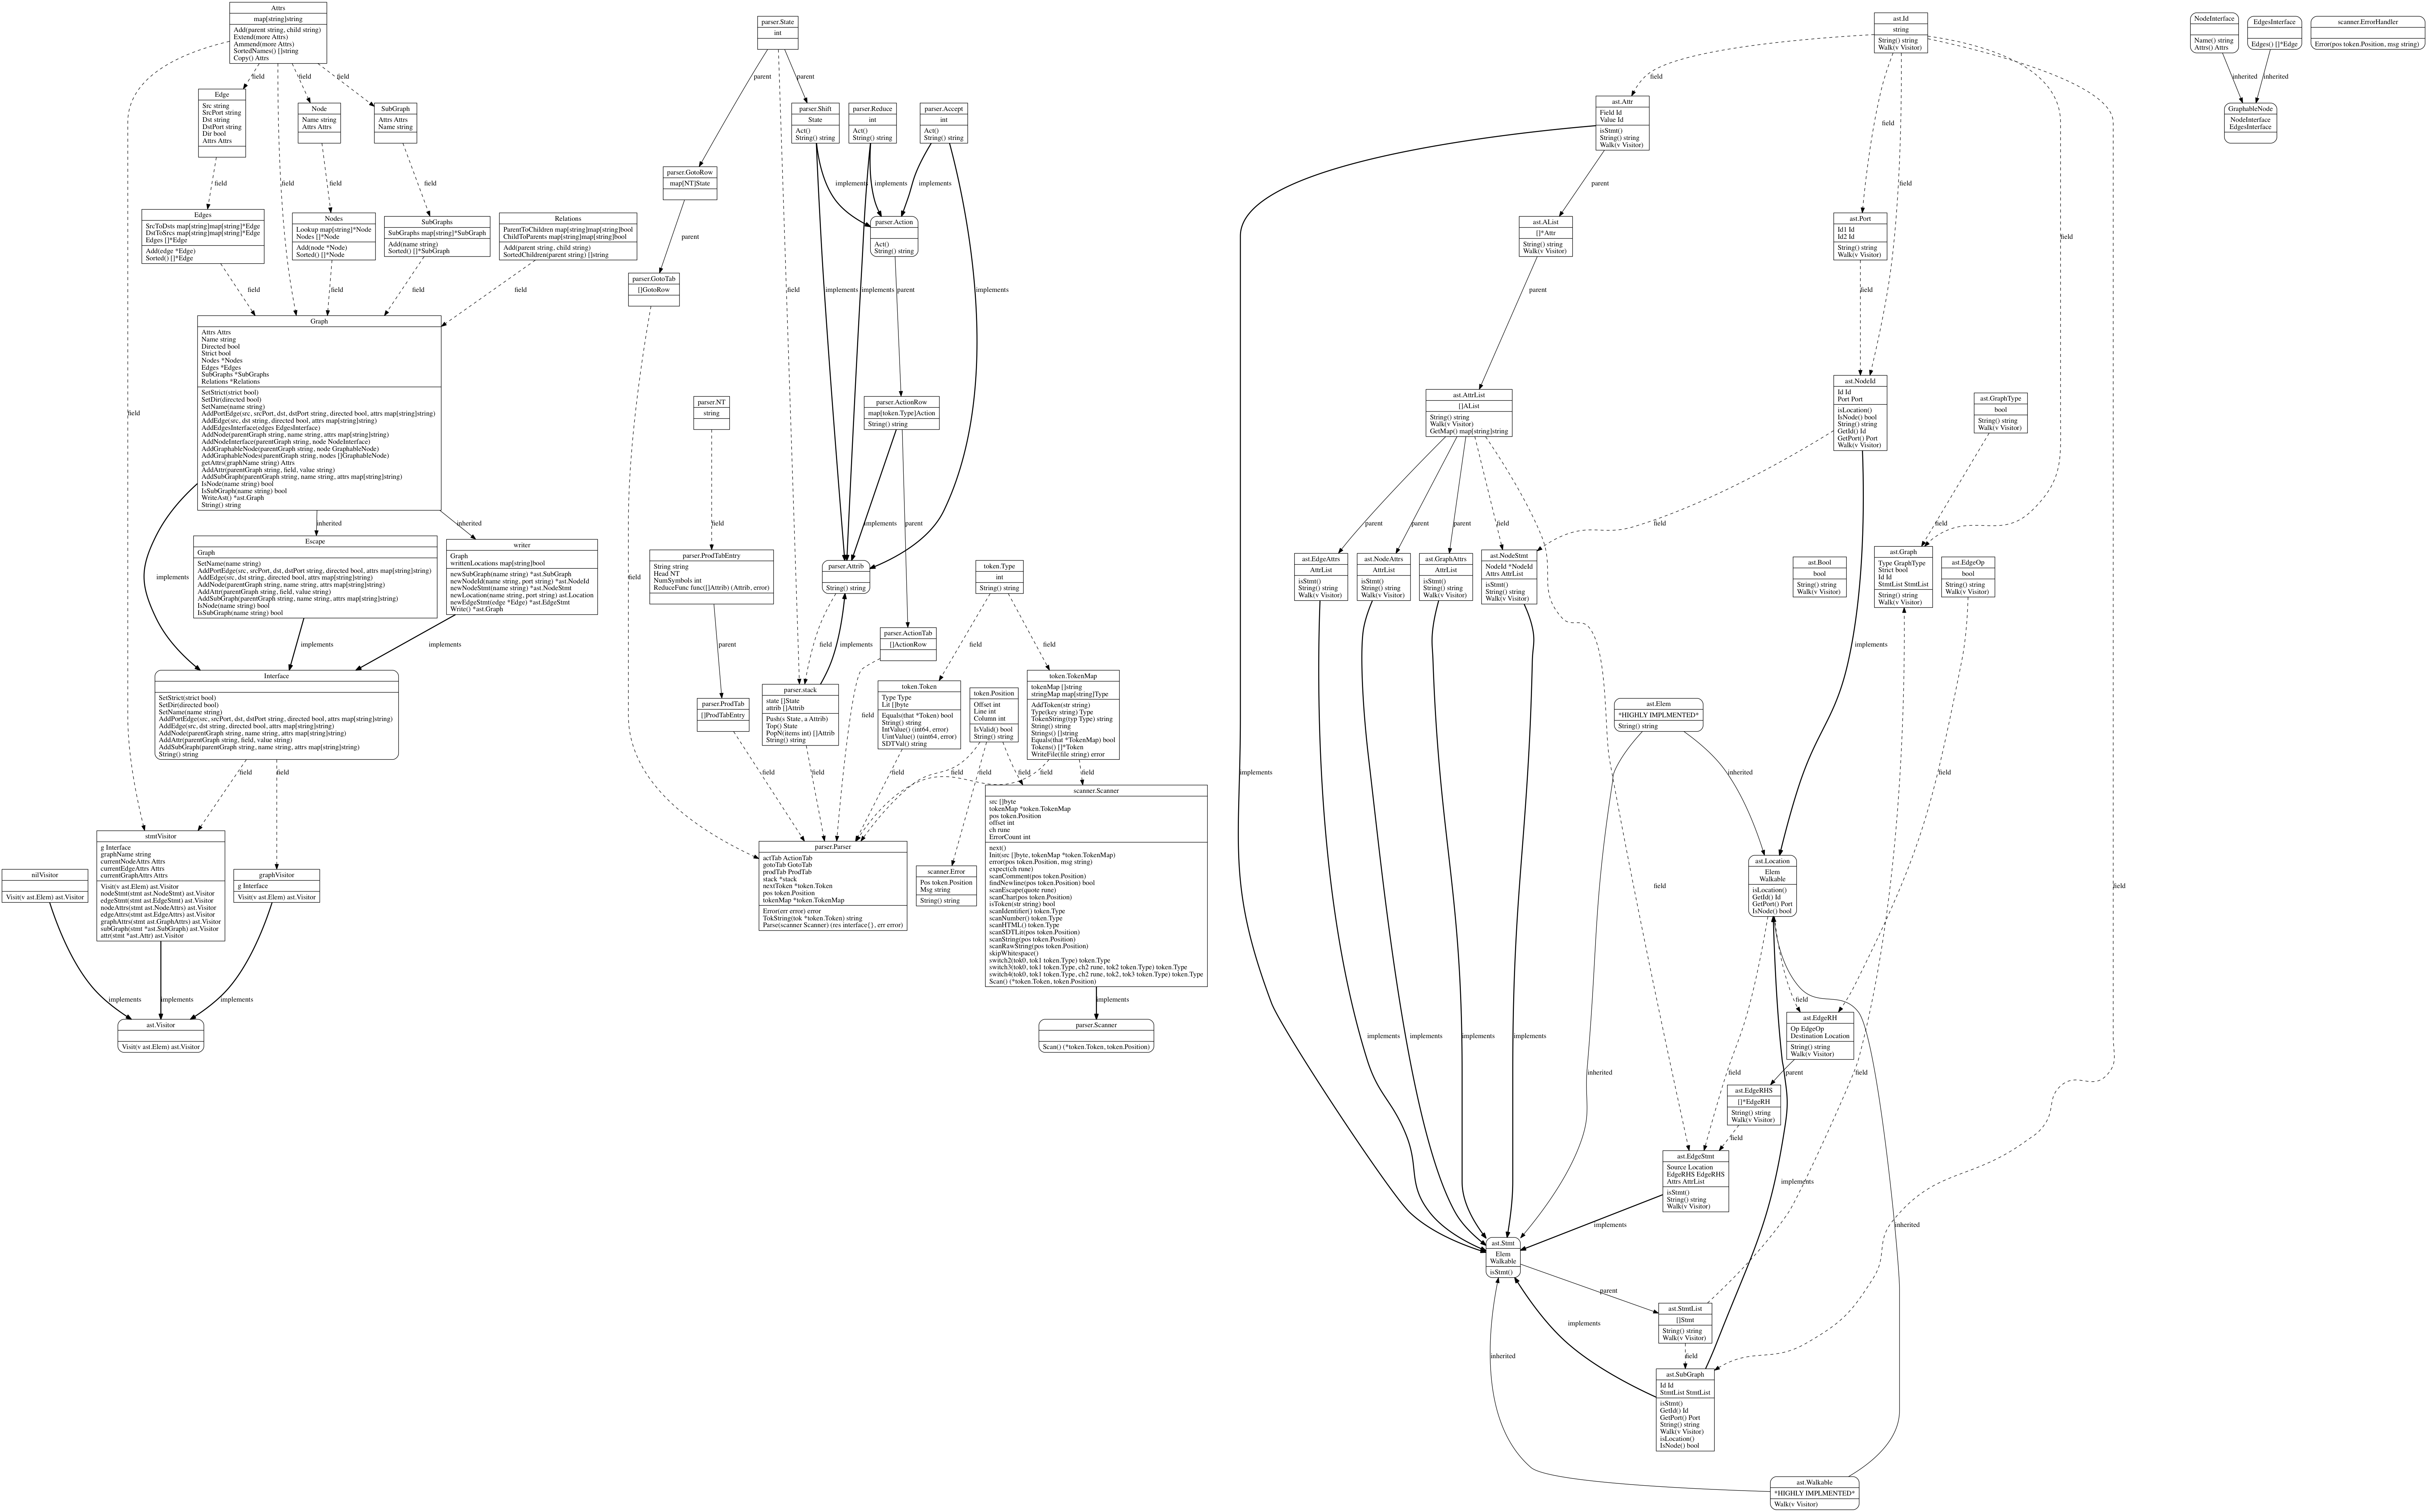 Attrs
map[string]string
Add(parent string, child string)
Extend(more Attrs)
Ammend(more Attrs)
SortedNames() []string
Copy() Attrs
field
field
field
field
field
Edge
Src string
SrcPort string
Dst string
DstPort string
Dir bool
Attrs Attrs
Node
Name string
Attrs Attrs
SubGraph
Attrs Attrs
Name string
field
field
field
Edges
SrcToDsts map[string]map[string]*Edge
DstToSrcs map[string]map[string]*Edge
Edges []*Edge
Add(edge *Edge)
Sorted() []*Edge
Nodes
Lookup map[string]*Node
Nodes []*Node
Add(node *Node)
Sorted() []*Node
SubGraphs
SubGraphs map[string]*SubGraph
Add(name string)
Sorted() []*SubGraph
Relations
ParentToChildren map[string]map[string]bool
ChildToParents map[string]map[string]bool
Add(parent string, child string)
SortedChildren(parent string) []string
field
field
field
field
Graph
Attrs Attrs
Name string
Directed bool
Strict bool
Nodes *Nodes
Edges *Edges
SubGraphs *SubGraphs
Relations *Relations
SetStrict(strict bool)
SetDir(directed bool)
SetName(name string)
AddPortEdge(src, srcPort, dst, dstPort string, directed bool, attrs map[string]string)
AddEdge(src, dst string, directed bool, attrs map[string]string)
AddEdgesInterface(edges EdgesInterface)
AddNode(parentGraph string, name string, attrs map[string]string)
AddNodeInterface(parentGraph string, node NodeInterface)
AddGraphableNode(parentGraph string, node GraphableNode)
AddGraphableNodes(parentGraph string, nodes []GraphableNode)
getAttrs(graphName string) Attrs
AddAttr(parentGraph string, field, value string)
AddSubGraph(parentGraph string, name string, attrs map[string]string)
IsNode(name string) bool
IsSubGraph(name string) bool
WriteAst() *ast.Graph
String() string
implements
inherited
inherited
Escape
Graph
SetName(name string)
AddPortEdge(src, srcPort, dst, dstPort string, directed bool, attrs map[string]string)
AddEdge(src, dst string, directed bool, attrs map[string]string)
AddNode(parentGraph string, name string, attrs map[string]string)
AddAttr(parentGraph string, field, value string)
AddSubGraph(parentGraph string, name string, attrs map[string]string)
IsNode(name string) bool
IsSubGraph(name string) bool
writer
Graph
writtenLocations map[string]bool
newSubGraph(name string) *ast.SubGraph
newNodeId(name string, port string) *ast.NodeId
newNodeStmt(name string) *ast.NodeStmt
newLocation(name string, port string) ast.Location
newEdgeStmt(edge *Edge) *ast.EdgeStmt
Write() *ast.Graph
implements
implements
Interface
SetStrict(strict bool)
SetDir(directed bool)
SetName(name string)
AddPortEdge(src, srcPort, dst, dstPort string, directed bool, attrs map[string]string)
AddEdge(src, dst string, directed bool, attrs map[string]string)
AddNode(parentGraph string, name string, attrs map[string]string)
AddAttr(parentGraph string, field, value string)
AddSubGraph(parentGraph string, name string, attrs map[string]string)
String() string
field
field
nilVisitor
Visit(v ast.Elem) ast.Visitor
stmtVisitor
g Interface
graphName string
currentNodeAttrs Attrs
currentEdgeAttrs Attrs
currentGraphAttrs Attrs
Visit(v ast.Elem) ast.Visitor
nodeStmt(stmt ast.NodeStmt) ast.Visitor
edgeStmt(stmt ast.EdgeStmt) ast.Visitor
nodeAttrs(stmt ast.NodeAttrs) ast.Visitor
edgeAttrs(stmt ast.EdgeAttrs) ast.Visitor
graphAttrs(stmt ast.GraphAttrs) ast.Visitor
subGraph(stmt *ast.SubGraph) ast.Visitor
attr(stmt *ast.Attr) ast.Visitor
graphVisitor
g Interface
Visit(v ast.Elem) ast.Visitor
implements
implements
implements
ast.Visitor
Visit(v ast.Elem) ast.Visitor
parser.State
int
parent
field
parent
parser.Shift
State
Act()
String() string
parser.Reduce
int
Act()
String() string
parser.Accept
int
Act()
String() string
parser.GotoRow
map[NT]State
parent
implements
implements
implements
parser.Action
Act()
String() string
parser.GotoTab
[]GotoRow
field
implements
implements
parent
implements
parser.NT
string
field
parser.ActionRow
map[token.Type]Action
String() string
implements
parent
parser.ProdTabEntry
String string
Head NT
NumSymbols int
ReduceFunc func([]Attrib) (Attrib, error)
parent
parser.Attrib
String() string
field
implements
token.Type
int
String() string
field
field
parser.ActionTab
[]ActionRow
field
parser.ProdTab
[]ProdTabEntry
field
parser.stack
state []State
attrib []Attrib
Push(s State, a Attrib)
Top() State
PopN(items int) []Attrib
String() string
field
token.Token
Type Type
Lit []byte
Equals(that *Token) bool
String() string
IntValue() (int64, error)
UintValue() (uint64, error)
SDTVal() string
field
token.Position
Offset int
Line int
Column int
IsValid() bool
String() string
field
field
field
token.TokenMap
tokenMap []string
stringMap map[string]Type
AddToken(str string)
Type(key string) Type
TokenString(typ Type) string
String() string
Strings() []string
Equals(that *TokenMap) bool
Tokens() []*Token
WriteFile(file string) error
field
field
parser.Parser
actTab ActionTab
gotoTab GotoTab
prodTab ProdTab
stack *stack
nextToken *token.Token
pos token.Position
tokenMap *token.TokenMap
Error(err error) error
TokString(tok *token.Token) string
Parse(scanner Scanner) (res interface{}, err error)
scanner.Error
Pos token.Position
Msg string
String() string
scanner.Scanner
src []byte
tokenMap *token.TokenMap
pos token.Position
offset int
ch rune
ErrorCount int
next()
Init(src []byte, tokenMap *token.TokenMap)
error(pos token.Position, msg string)
expect(ch rune)
scanComment(pos token.Position)
findNewline(pos token.Position) bool
scanEscape(quote rune)
scanChar(pos token.Position)
isToken(str string) bool
scanIdentifier() token.Type
scanNumber() token.Type
scanHTML() token.Type
scanSDTLit(pos token.Position)
scanString(pos token.Position)
scanRawString(pos token.Position)
skipWhitespace()
switch2(tok0, tok1 token.Type) token.Type
switch3(tok0, tok1 token.Type, ch2 rune, tok2 token.Type) token.Type
switch4(tok0, tok1 token.Type, ch2 rune, tok2, tok3 token.Type) token.Type
Scan() (*token.Token, token.Position)
implements
parser.Scanner
Scan() (*token.Token, token.Position)
ast.Id
string
String() string
Walk(v Visitor)
field
field
field
field
field
ast.Attr
Field Id
Value Id
isStmt()
String() string
Walk(v Visitor)
implements
parent
ast.AList
[]*Attr
String() string
Walk(v Visitor)
parent
ast.Port
Id1 Id
Id2 Id
String() string
Walk(v Visitor)
field
ast.AttrList
[]AList
String() string
Walk(v Visitor)
GetMap() map[string]string
parent
parent
parent
field
field
ast.NodeId
Id Id
Port Port
isLocation()
IsNode() bool
String() string
GetId() Id
GetPort() Port
Walk(v Visitor)
field
implements
ast.GraphType
bool
String() string
Walk(v Visitor)
field
ast.EdgeAttrs
AttrList
isStmt()
String() string
Walk(v Visitor)
ast.NodeAttrs
AttrList
isStmt()
String() string
Walk(v Visitor)
ast.GraphAttrs
AttrList
isStmt()
String() string
Walk(v Visitor)
ast.NodeStmt
NodeId *NodeId
Attrs AttrList
isStmt()
String() string
Walk(v Visitor)
implements
implements
implements
implements
ast.Bool
bool
String() string
Walk(v Visitor)
ast.Graph
Type GraphType
Strict bool
Id Id
StmtList StmtList
String() string
Walk(v Visitor)
ast.EdgeOp
bool
String() string
Walk(v Visitor)
field
ast.Elem
*HIGHLY IMPLMENTED*
String() string
inherited
inherited
ast.Location
Elem
Walkable
isLocation()
GetId() Id
GetPort() Port
IsNode() bool
field
field
ast.EdgeRH
Op EdgeOp
Destination Location
String() string
Walk(v Visitor)
parent
ast.EdgeRHS
[]*EdgeRH
String() string
Walk(v Visitor)
field
ast.EdgeStmt
Source Location
EdgeRHS EdgeRHS
Attrs AttrList
isStmt()
String() string
Walk(v Visitor)
implements
ast.Stmt
Elem
Walkable
isStmt()
parent
ast.StmtList
[]Stmt
String() string
Walk(v Visitor)
field
field
ast.SubGraph
Id Id
StmtList StmtList
isStmt()
GetId() Id
GetPort() Port
String() string
Walk(v Visitor)
isLocation()
IsNode() bool
implements
implements
ast.Walkable
*HIGHLY IMPLMENTED*
Walk(v Visitor)
inherited
inherited
NodeInterface
Name() string
Attrs() Attrs
EdgesInterface
Edges() []*Edge
scanner.ErrorHandler
Error(pos token.Position, msg string)
inherited
inherited
GraphableNode
NodeInterface
EdgesInterface